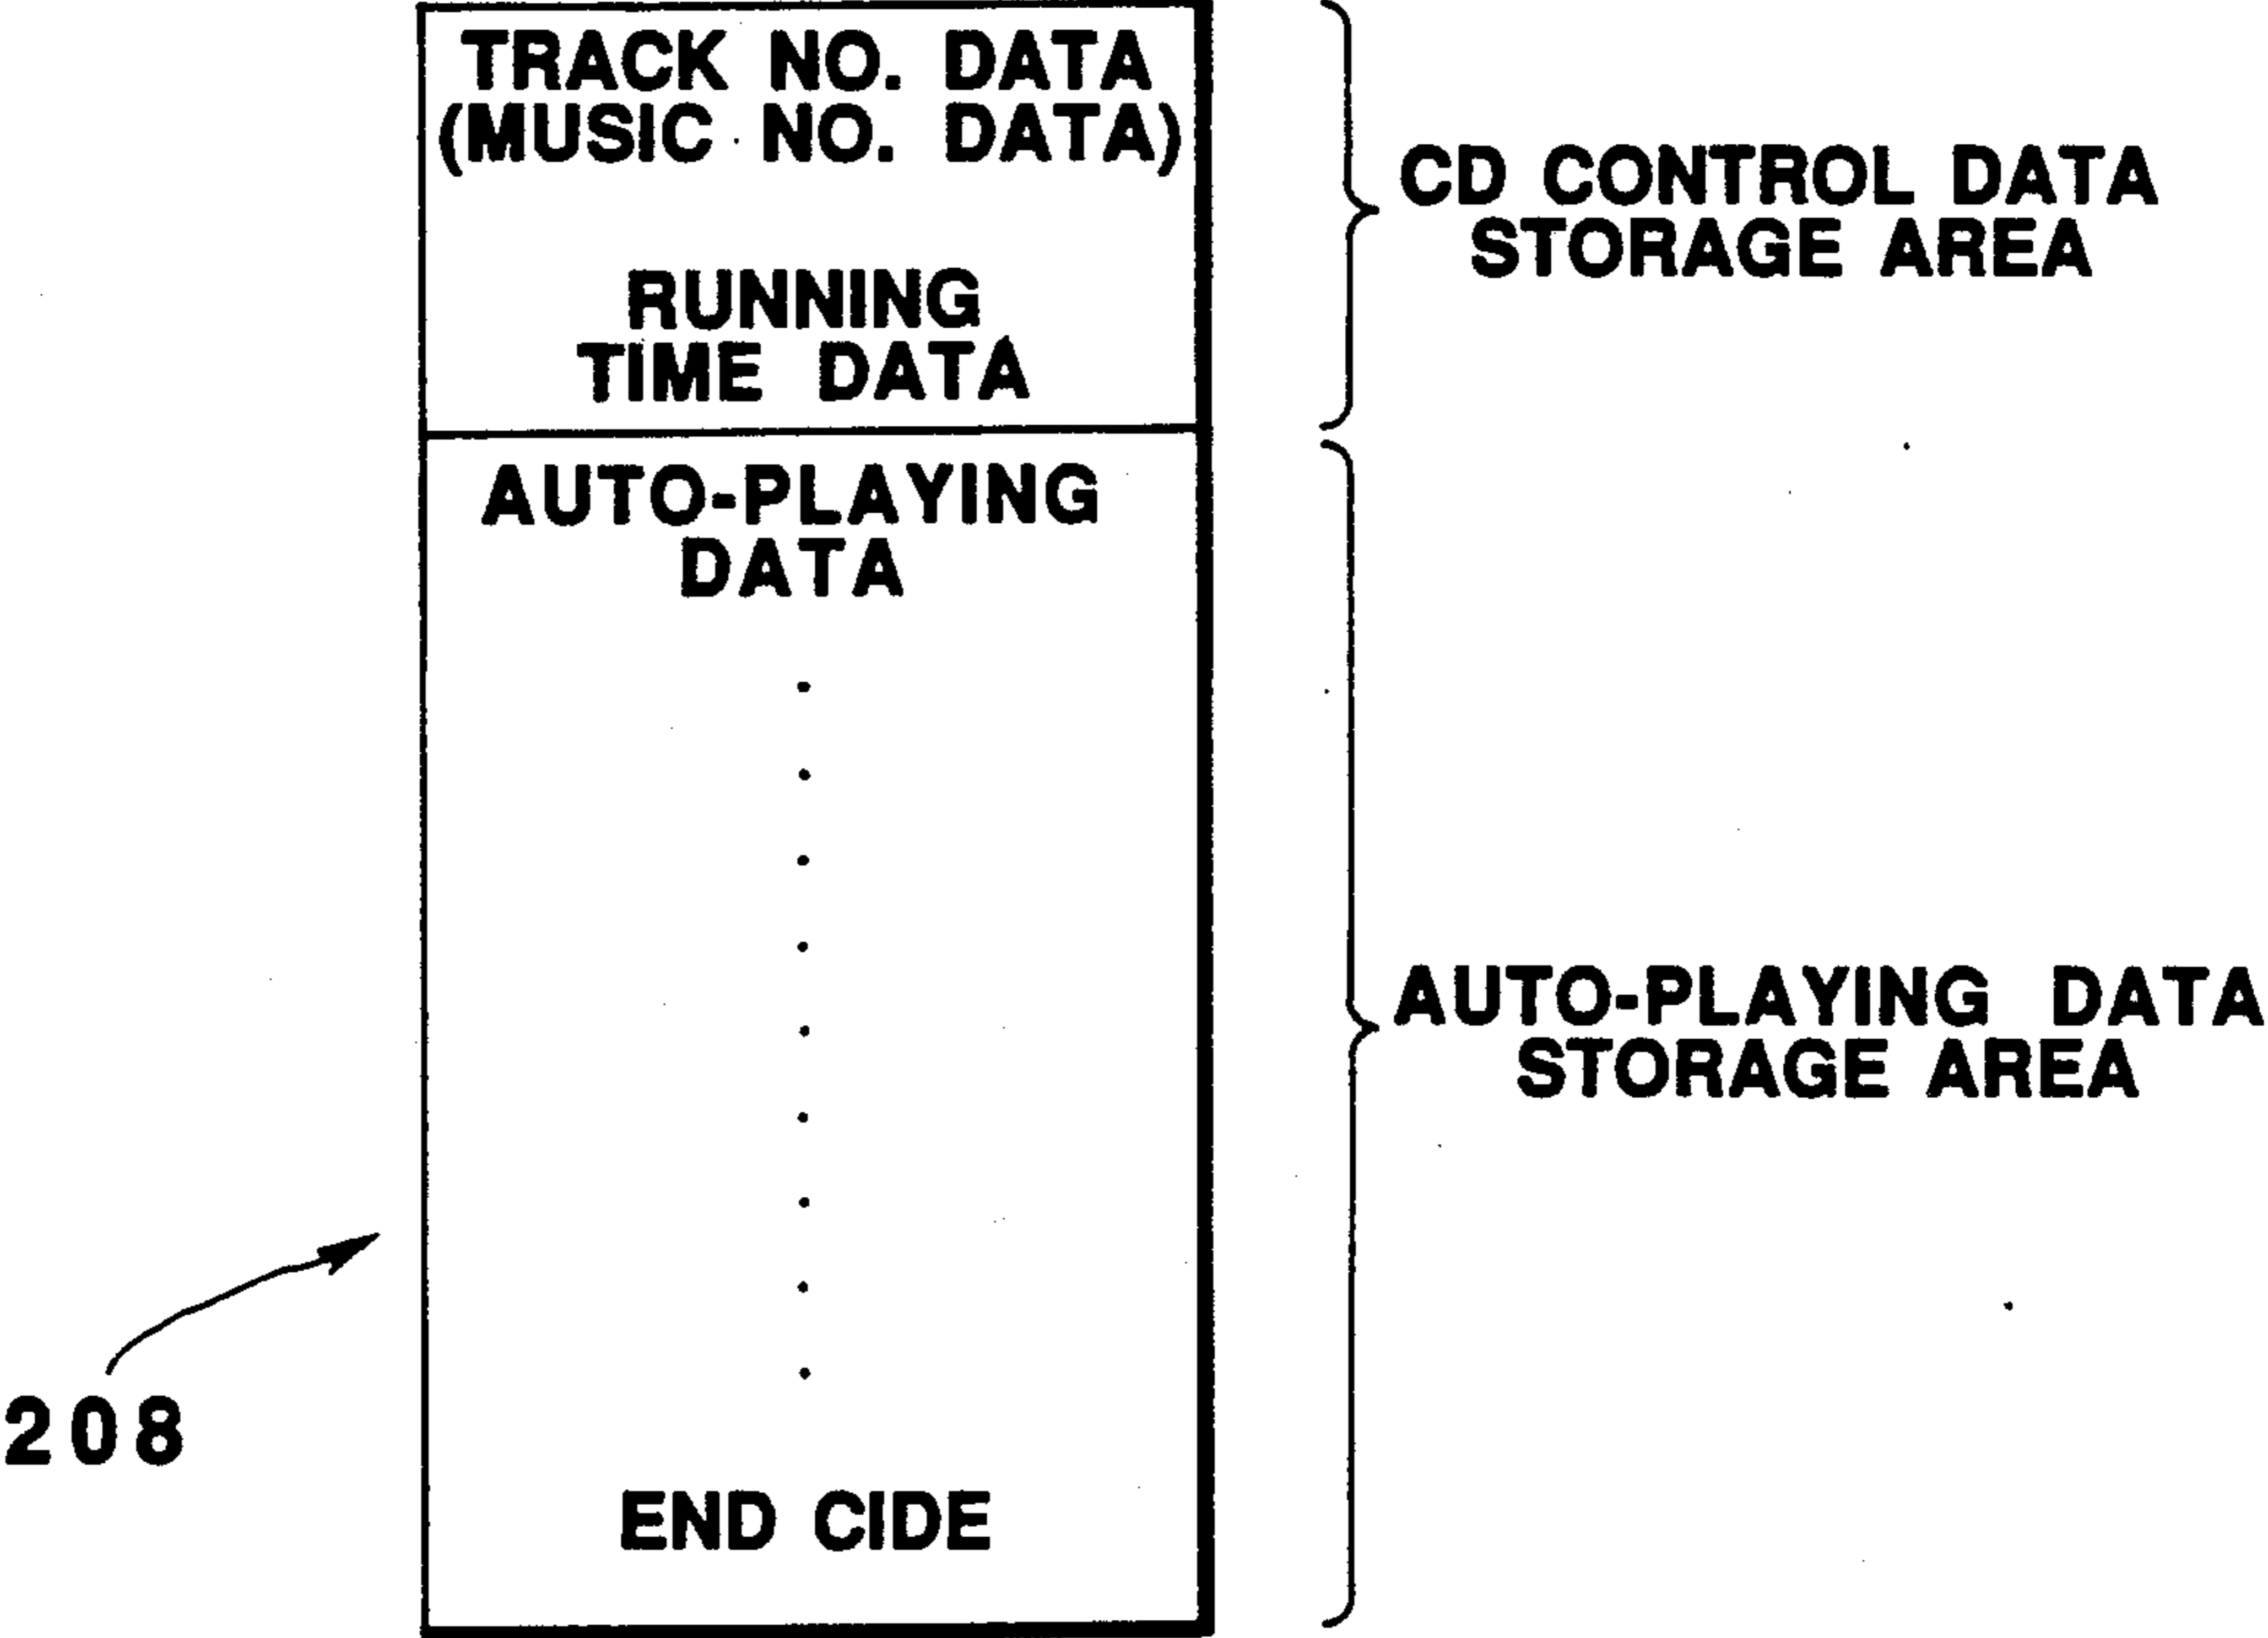 TRACK NO. DATA
(MUSIC NO. DATA)
RUNNING
TIME DATA
CD CONTROL DATA
STORAGE AREA
AUTO-PLAYING
DATA
AUTO-PLAYING DATA
STORAGE AREA
END CIDE
208